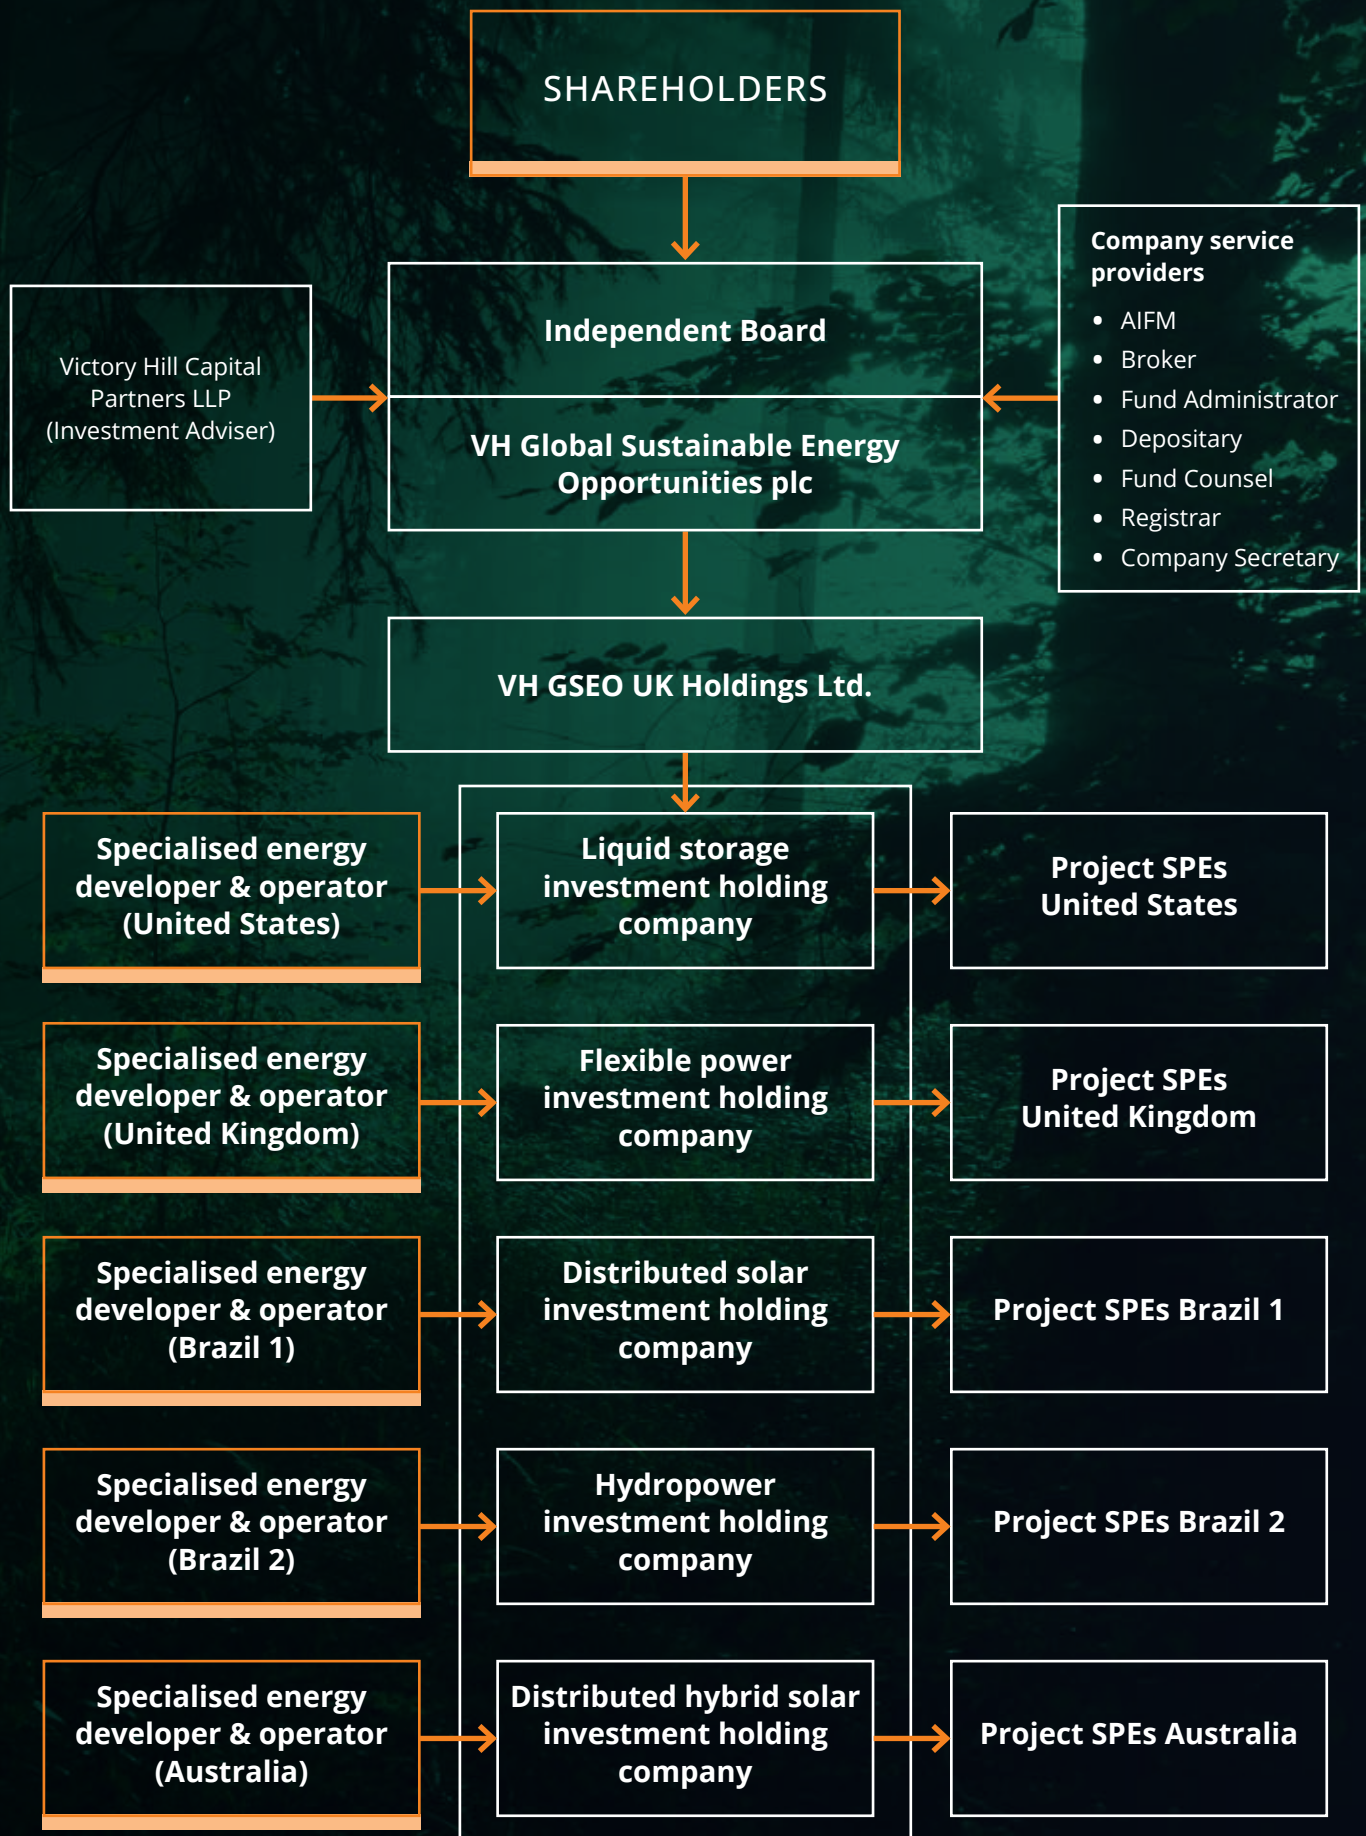 SHAREHOLDERS
Victory Hill Capital
Partners LLP
(Investment Adviser)
Independent Board
VH Global Sustainable Energy
Opportunities plc
Company service
providers
• AIFM
• Broker
• Fund Administrator
• Depositary
• Fund Counsel
• Registrar
• Company Secretary
VH GSEO UK Holdings Ltd.
Specialised energy
developer & operator
(United States)
Liquid storage
investment holding
company
Project SPEs
United States
Specialised energy
developer & operator
(United Kingdom)
Flexible power
investment holding
company
Project SPEs
United Kingdom
Specialised energy
developer & operator
(Brazil 1)
Distributed solar
investment holding
company
Project SPEs Brazil 1
Specialised energy
developer & operator
(Brazil 2)
Hydropower
investment holding
company
Project SPEs Brazil 2
Specialised energy
developer & operator
(Australia)
Distributed hybrid solar
investment holding
company
Project SPEs Australia